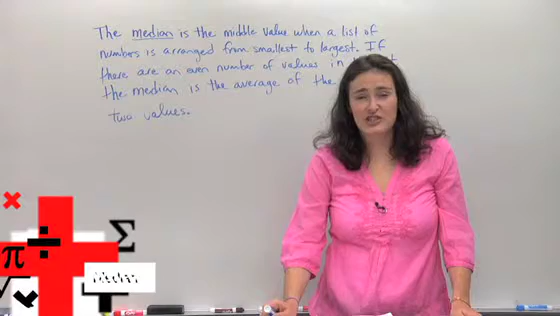 The median is the middle value when a list of
numbers is arranged from smallest to largest. If
there are an even number of values in
the median is the average of the
two values.
Σ
π ÷
Median